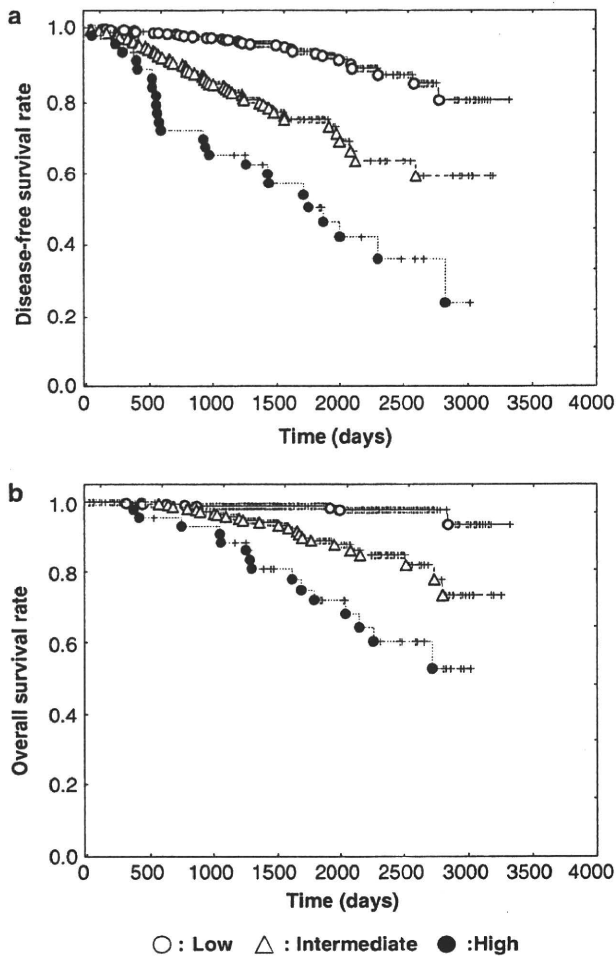 a
1.0
0.8
0.6
0.4
0.2
0.0
Disease-free survival rate
0 500 1000 1500 2000 2500 3000 3500 4000
Time (days)
b
1.0
0.8
0.6
0.4
0.2
0.0
Overall survival rate
0 500 1000 1500 2000 2500 3000 3500 4000
Time (days)
: Low : Intermediate :High